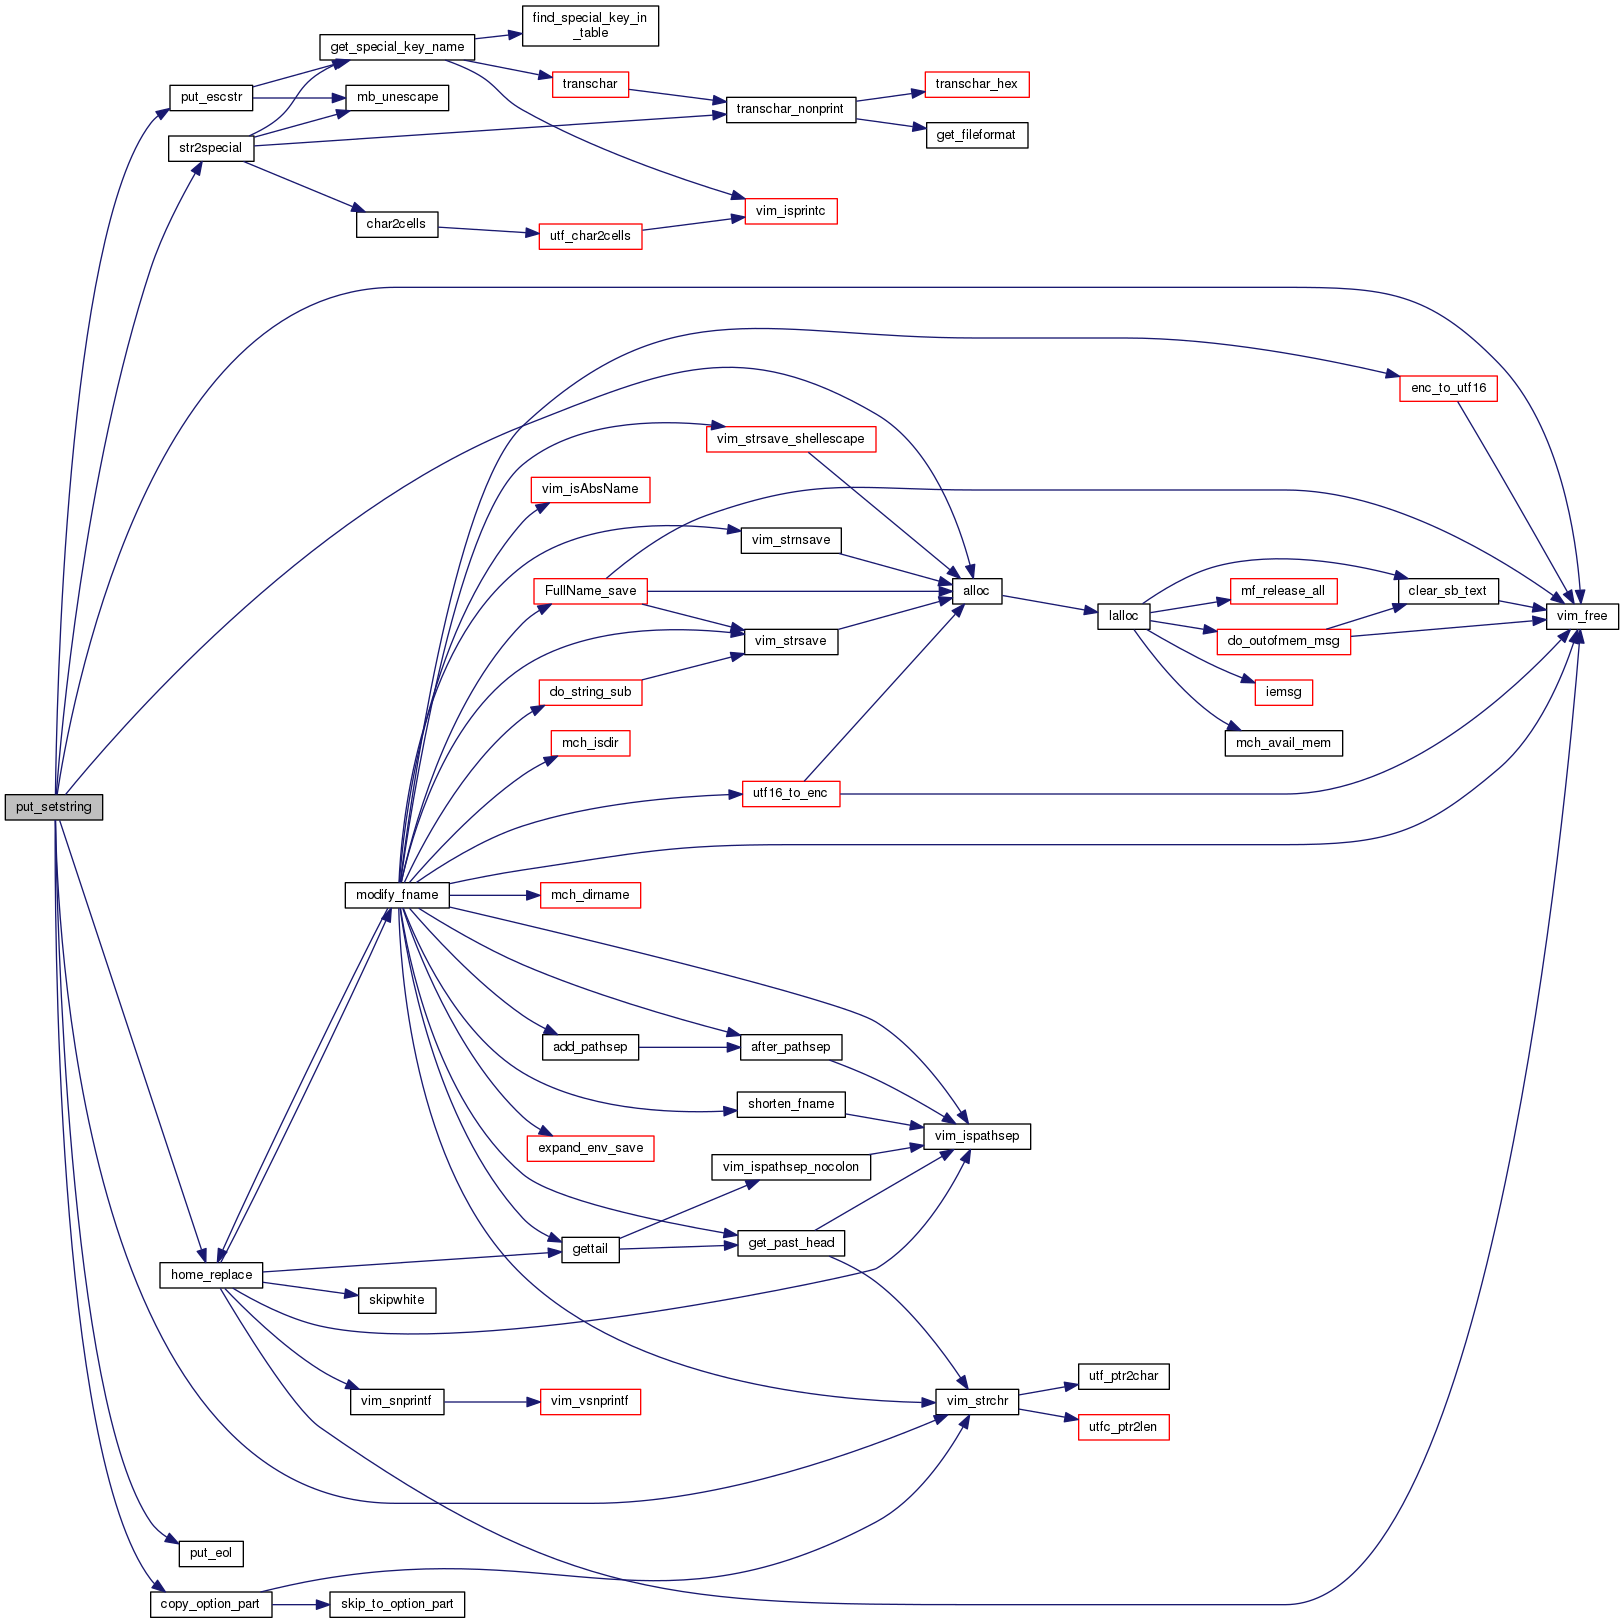 find_special_key_in
_table
get_special_key_name
transchar
transchar_hex
put_escstr
mb_unescape
transchar_nonprint
get_fileformat
str2special
vim_isprintc
char2cells
utf_char2cells
enc_to_utf16
vim_strsave_shellescape
vim_isAbsName
vim_strnsave
FullName_save
alloc
mf_release_all
clear_sb_text
lalloc
vim_free
vim_strsave
do_outofmem_msg
do_string_sub
iemsg
mch_isdir
mch_avail_mem
utf16_to_enc
put_setstring
modify_fname
mch_dirname
add_pathsep
after_pathsep
shorten_fname
vim_ispathsep
expand_env_save
vim_ispathsep_nocolon
get_past_head
gettail
home_replace
skipwhite
utf_ptr2char
vim_snprintf
vim_vsnprintf
vim_strchr
utfc_ptr2len
put_eol
copy_option_part
skip_to_option_part